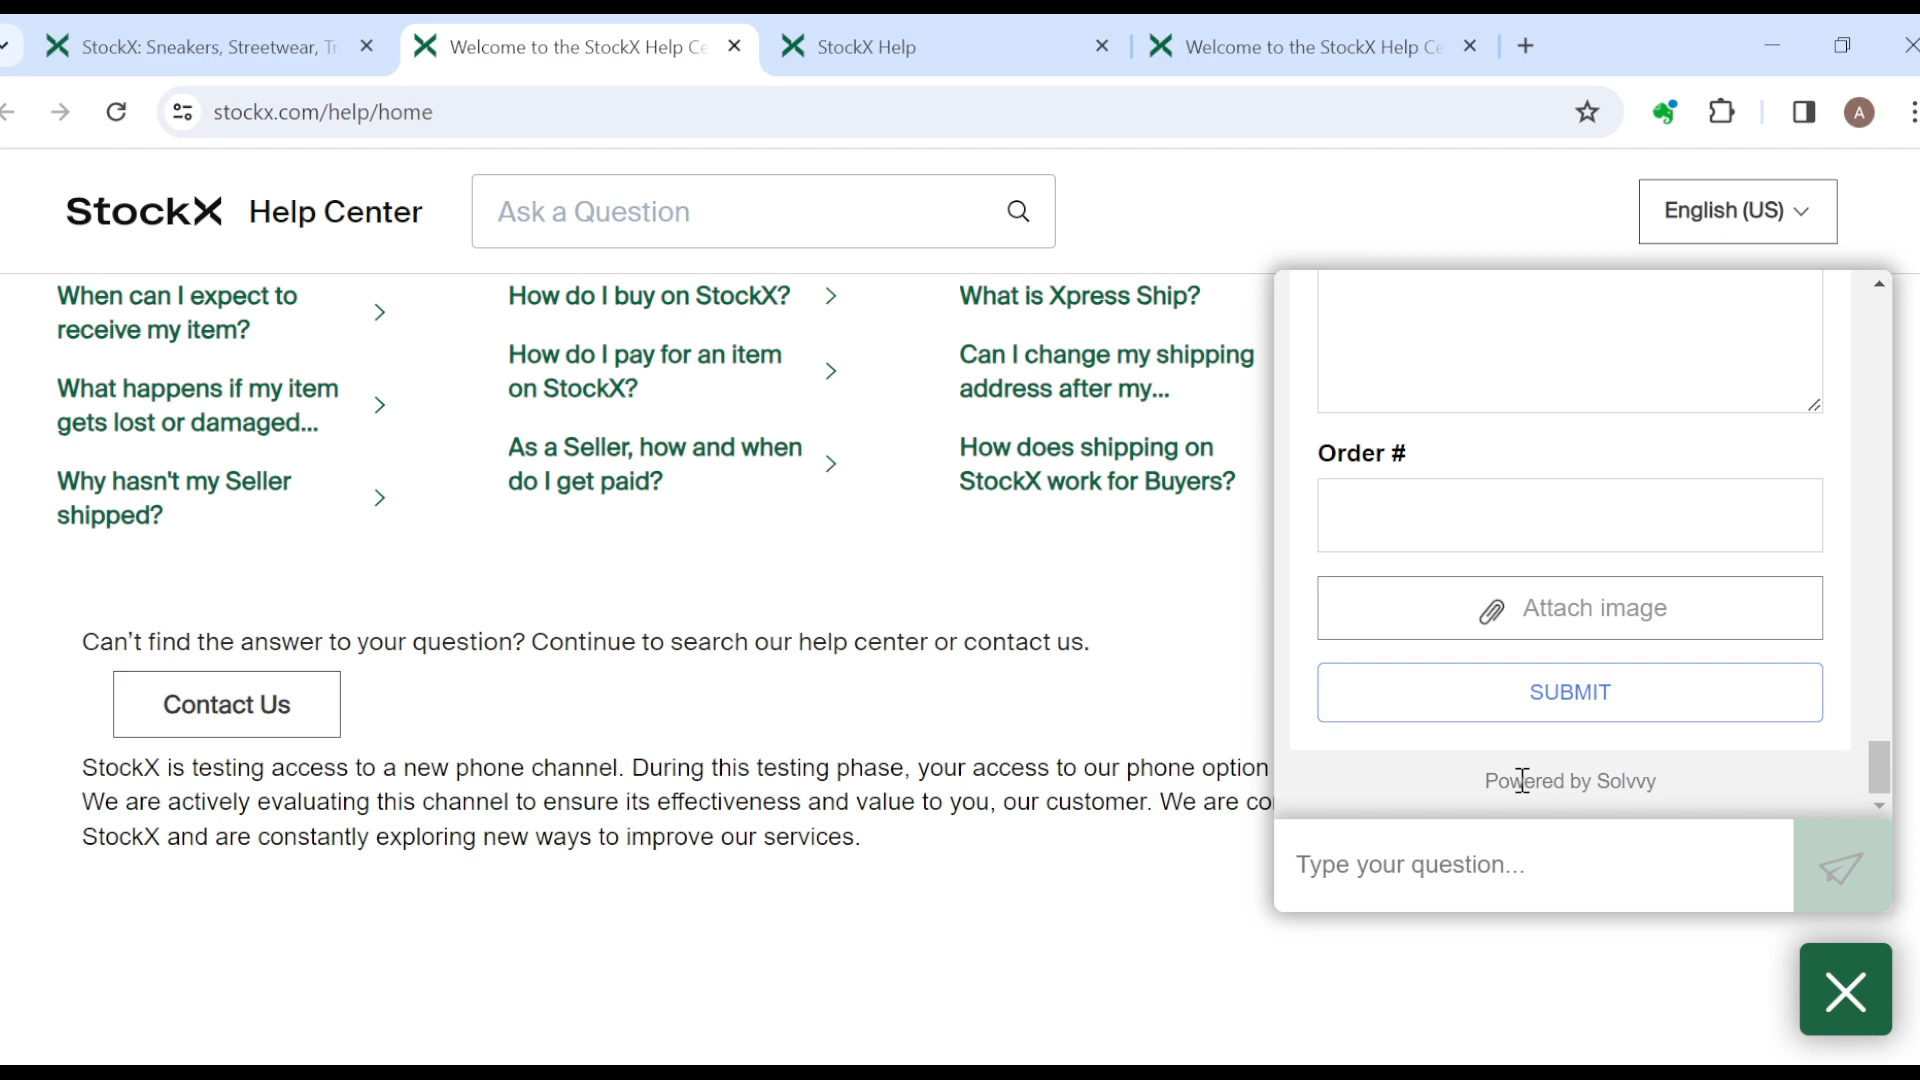 StockX: Sneakers, Streetwear, Tr
Welcome to the StockX Help Ce
StockX Help
Welcome to the StockX Help Ce
stockx.com/help/home
A
StockX Help Center
Ask a Question
English (US)
When can I expect to
receive my item?
What happens if my item
gets lost or damaged...
Why hasn't my Seller
shipped?
How do I buy on StockX?
How do I pay for an item
on StockX?
As a Seller, how and when
do I get paid?
What is Xpress Ship?
Can I change my shipping
address after my...
How does shipping on
StockX work for Buyers?
Can’t find the answer to your question? Continue to search our help center or contact us.
Contact Us
StockX is testing access to a new phone channel. During this testing phase, your access to our phone option
We are actively evaluating this channel to ensure its effectiveness and value to you, our customer. We are co
StockX and are constantly exploring new ways to improve our services.
Order #
Attach image
SUBMIT
Powered by Solvvy
Type your question...